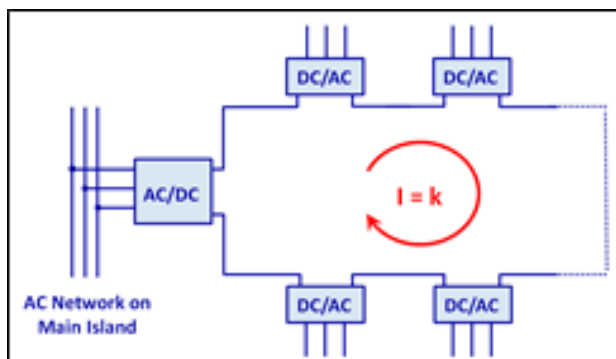 DC/AC
DC/AC
AC/DC
I = k
AC Network on
Main Island
DC/AC
DC/AC